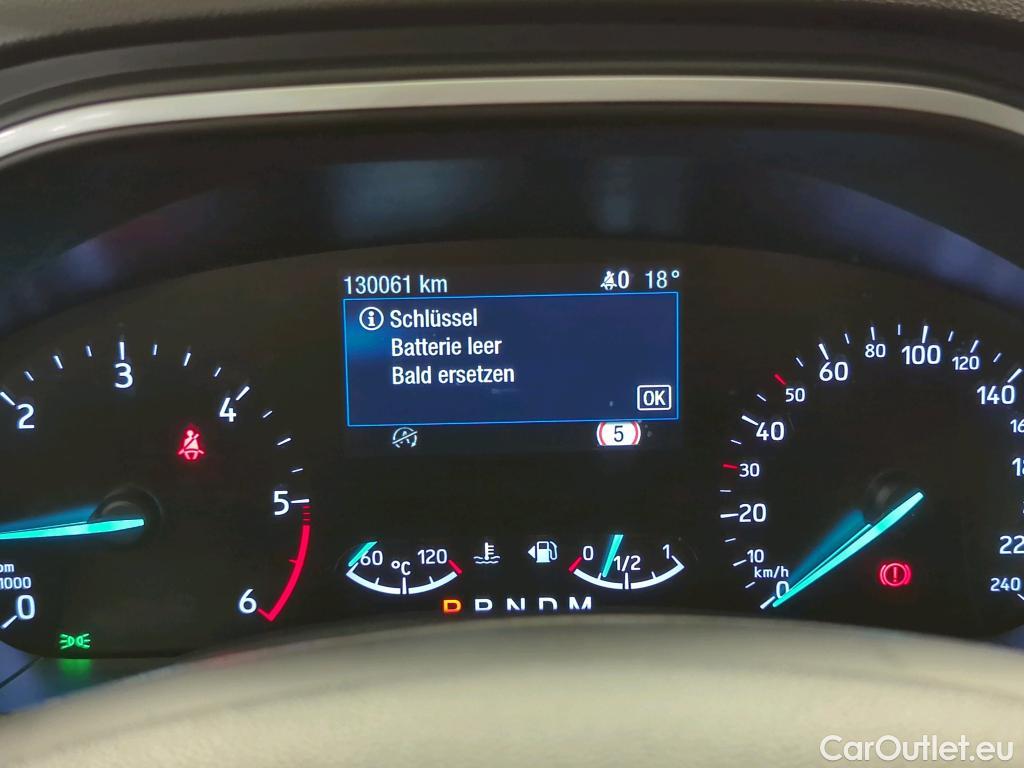 130061 km 0 18°
Schlüssel
Batterie leer
Bald ersetzen
OK
5
0 2 3 4 5 6
1000
60 °C 120
0 1/2 1
P R N D M
0 10 20 30 40 50 60 80 100 120 140
22
240
km/h
CarOutlet.eu